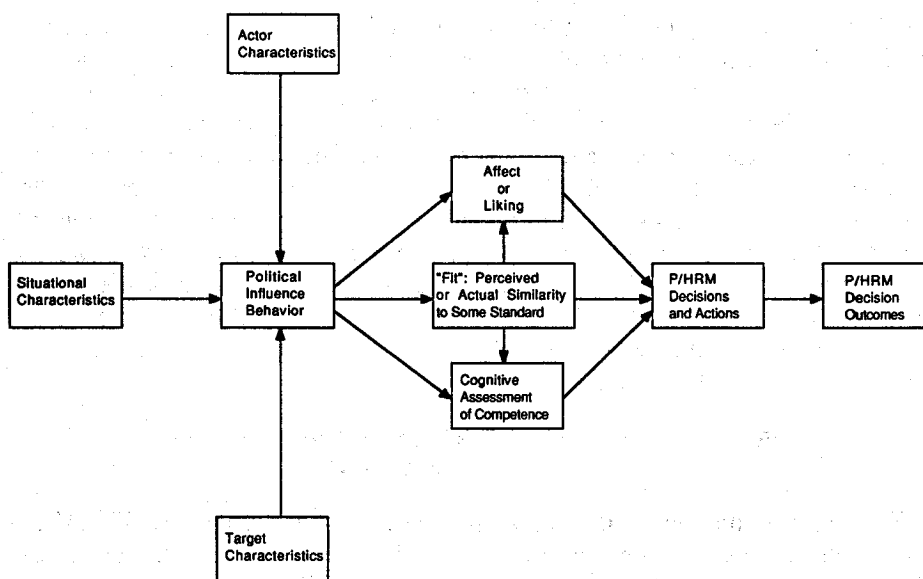 Actor
Characteristics
Affect
or
Liking
Situational
Characteristics
Political
Influence
Behavior
"Fit": Perceived
or Actual Similarity
to Some Standard
P/HRM
Decisions
and Actions
P/HRM
Decision
Outcomes
Cognitive
Assessment
of Competence
Target
Characteristics